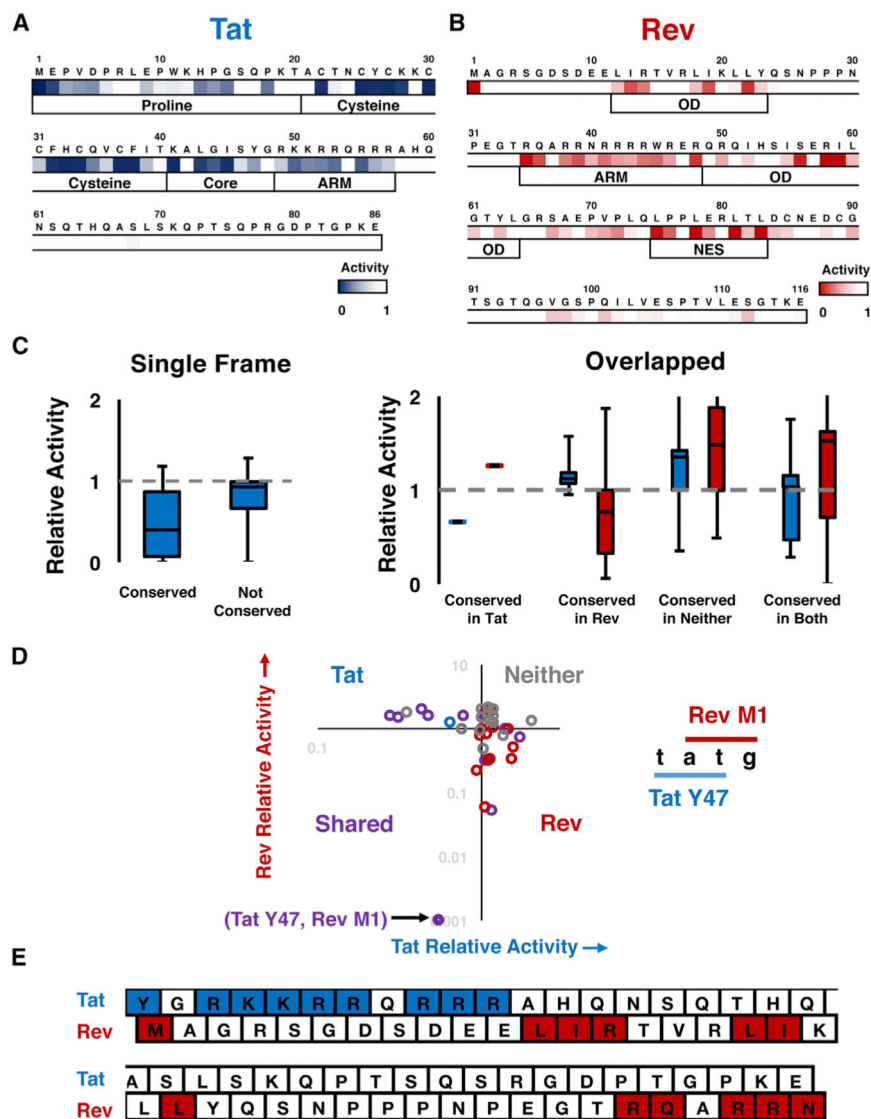 A Tat
1 10 20 30
M E P V D P R L E P W K H P G S Q P K T A C T N C Y C K K C
Proline Cysteine
31 40 50 60
C F H C Q V C F I T K A L G I S Y G R K K R R Q R R R A H Q
Cysteine Core ARM
61 70 80 86
N S Q T H Q A S L S K Q P T S Q P R G D P T G P K E
Activity
0 1
B Rev
1 10 20 30
M A G R S G D S D E E L I R T V R L I K L L Y Q S N P P P N
OD
31 40 50 60
P E G T R Q A R R N R R R R W R E R Q R Q I H S I S E R I L
ARM OD
61 70 80 90
G T Y L G R S A E P V P L Q L P P L E R L T L D C N E D C G
OD NES
91 100 110 116
T S G T Q G V G S P Q I L V E S P T V L E S G T K E
Activity
0 1
C
Single Frame
Relative Activity
2
1
0
Conserved
Not
Conserved
Overlapped
Relative Activity
2
1
0
Conserved
in Tat
Conserved
in Rev
Conserved
in Neither
Conserved
in Both
D
Rev Relative Activity →
10
Tat Neither
0.1
0.1
Shared Rev
0.01
(Tat Y47, Rev M1) 0.001
Tat Relative Activity →
Rev M1
t a t g
Tat Y47
E
Tat Y G R K K R R Q R R R A H Q N S Q T H Q
Rev M A G R S G D S D E E L I R T V R L I K
Tat A S L S K Q P T S Q S R G D P T G P K E
Rev L L Y Q S N P P P N P E G T R Q A R R N